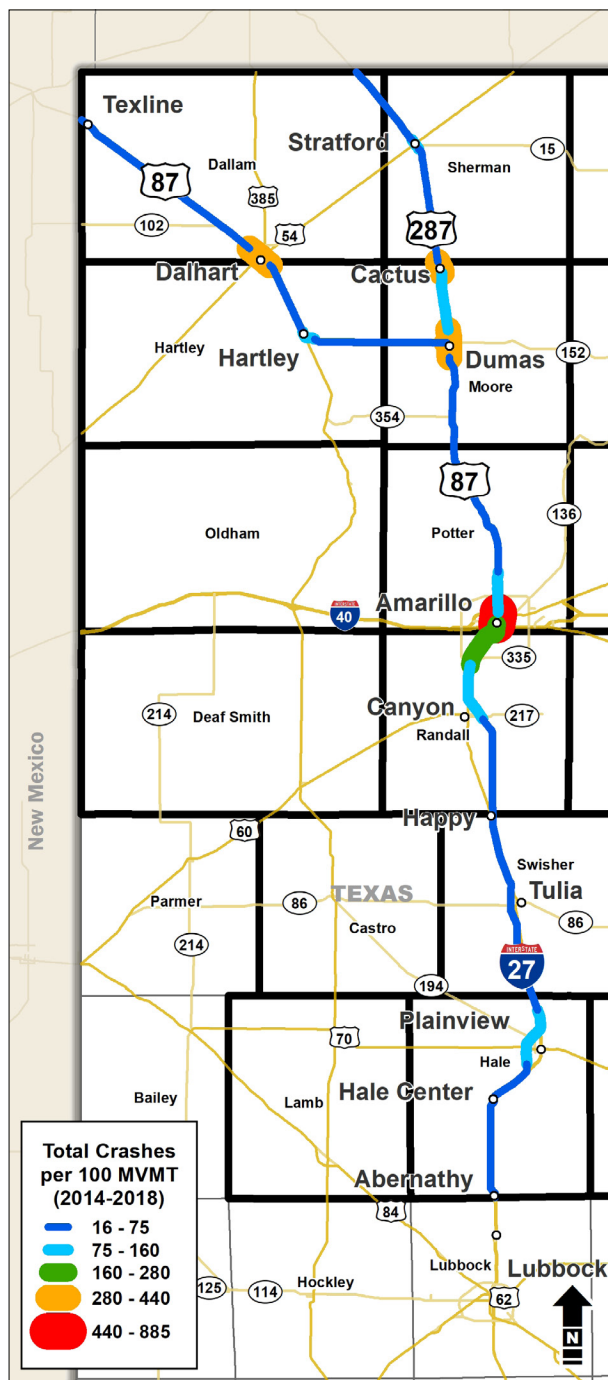 Texline
Stratford
15
Dallam
Sherman
87
385
287
102
54
Dalhart
Cactus
Hartley
Hartley
Dumas
152
Moore
354
87
136
Oldham
Potter
Amarillo
INTERSTATE
40
335
214
Deaf Smith
Canyon
217
Randall
New Mexico
Happy
60
Swisher
TEXAS
Tulia
Parmer
86
86
Castro
214
INTERSTATE
27
194
Plainview
70
Hale
Bailey
Lamb
Hale Center
Abernathy
84
Lubbock
Lubbock
Hockley
125
114
62
N
Total Crashes
per 100 MVMT
(2014-2018)
16 - 75
75 - 160
160 - 280
280 - 440
440 - 885